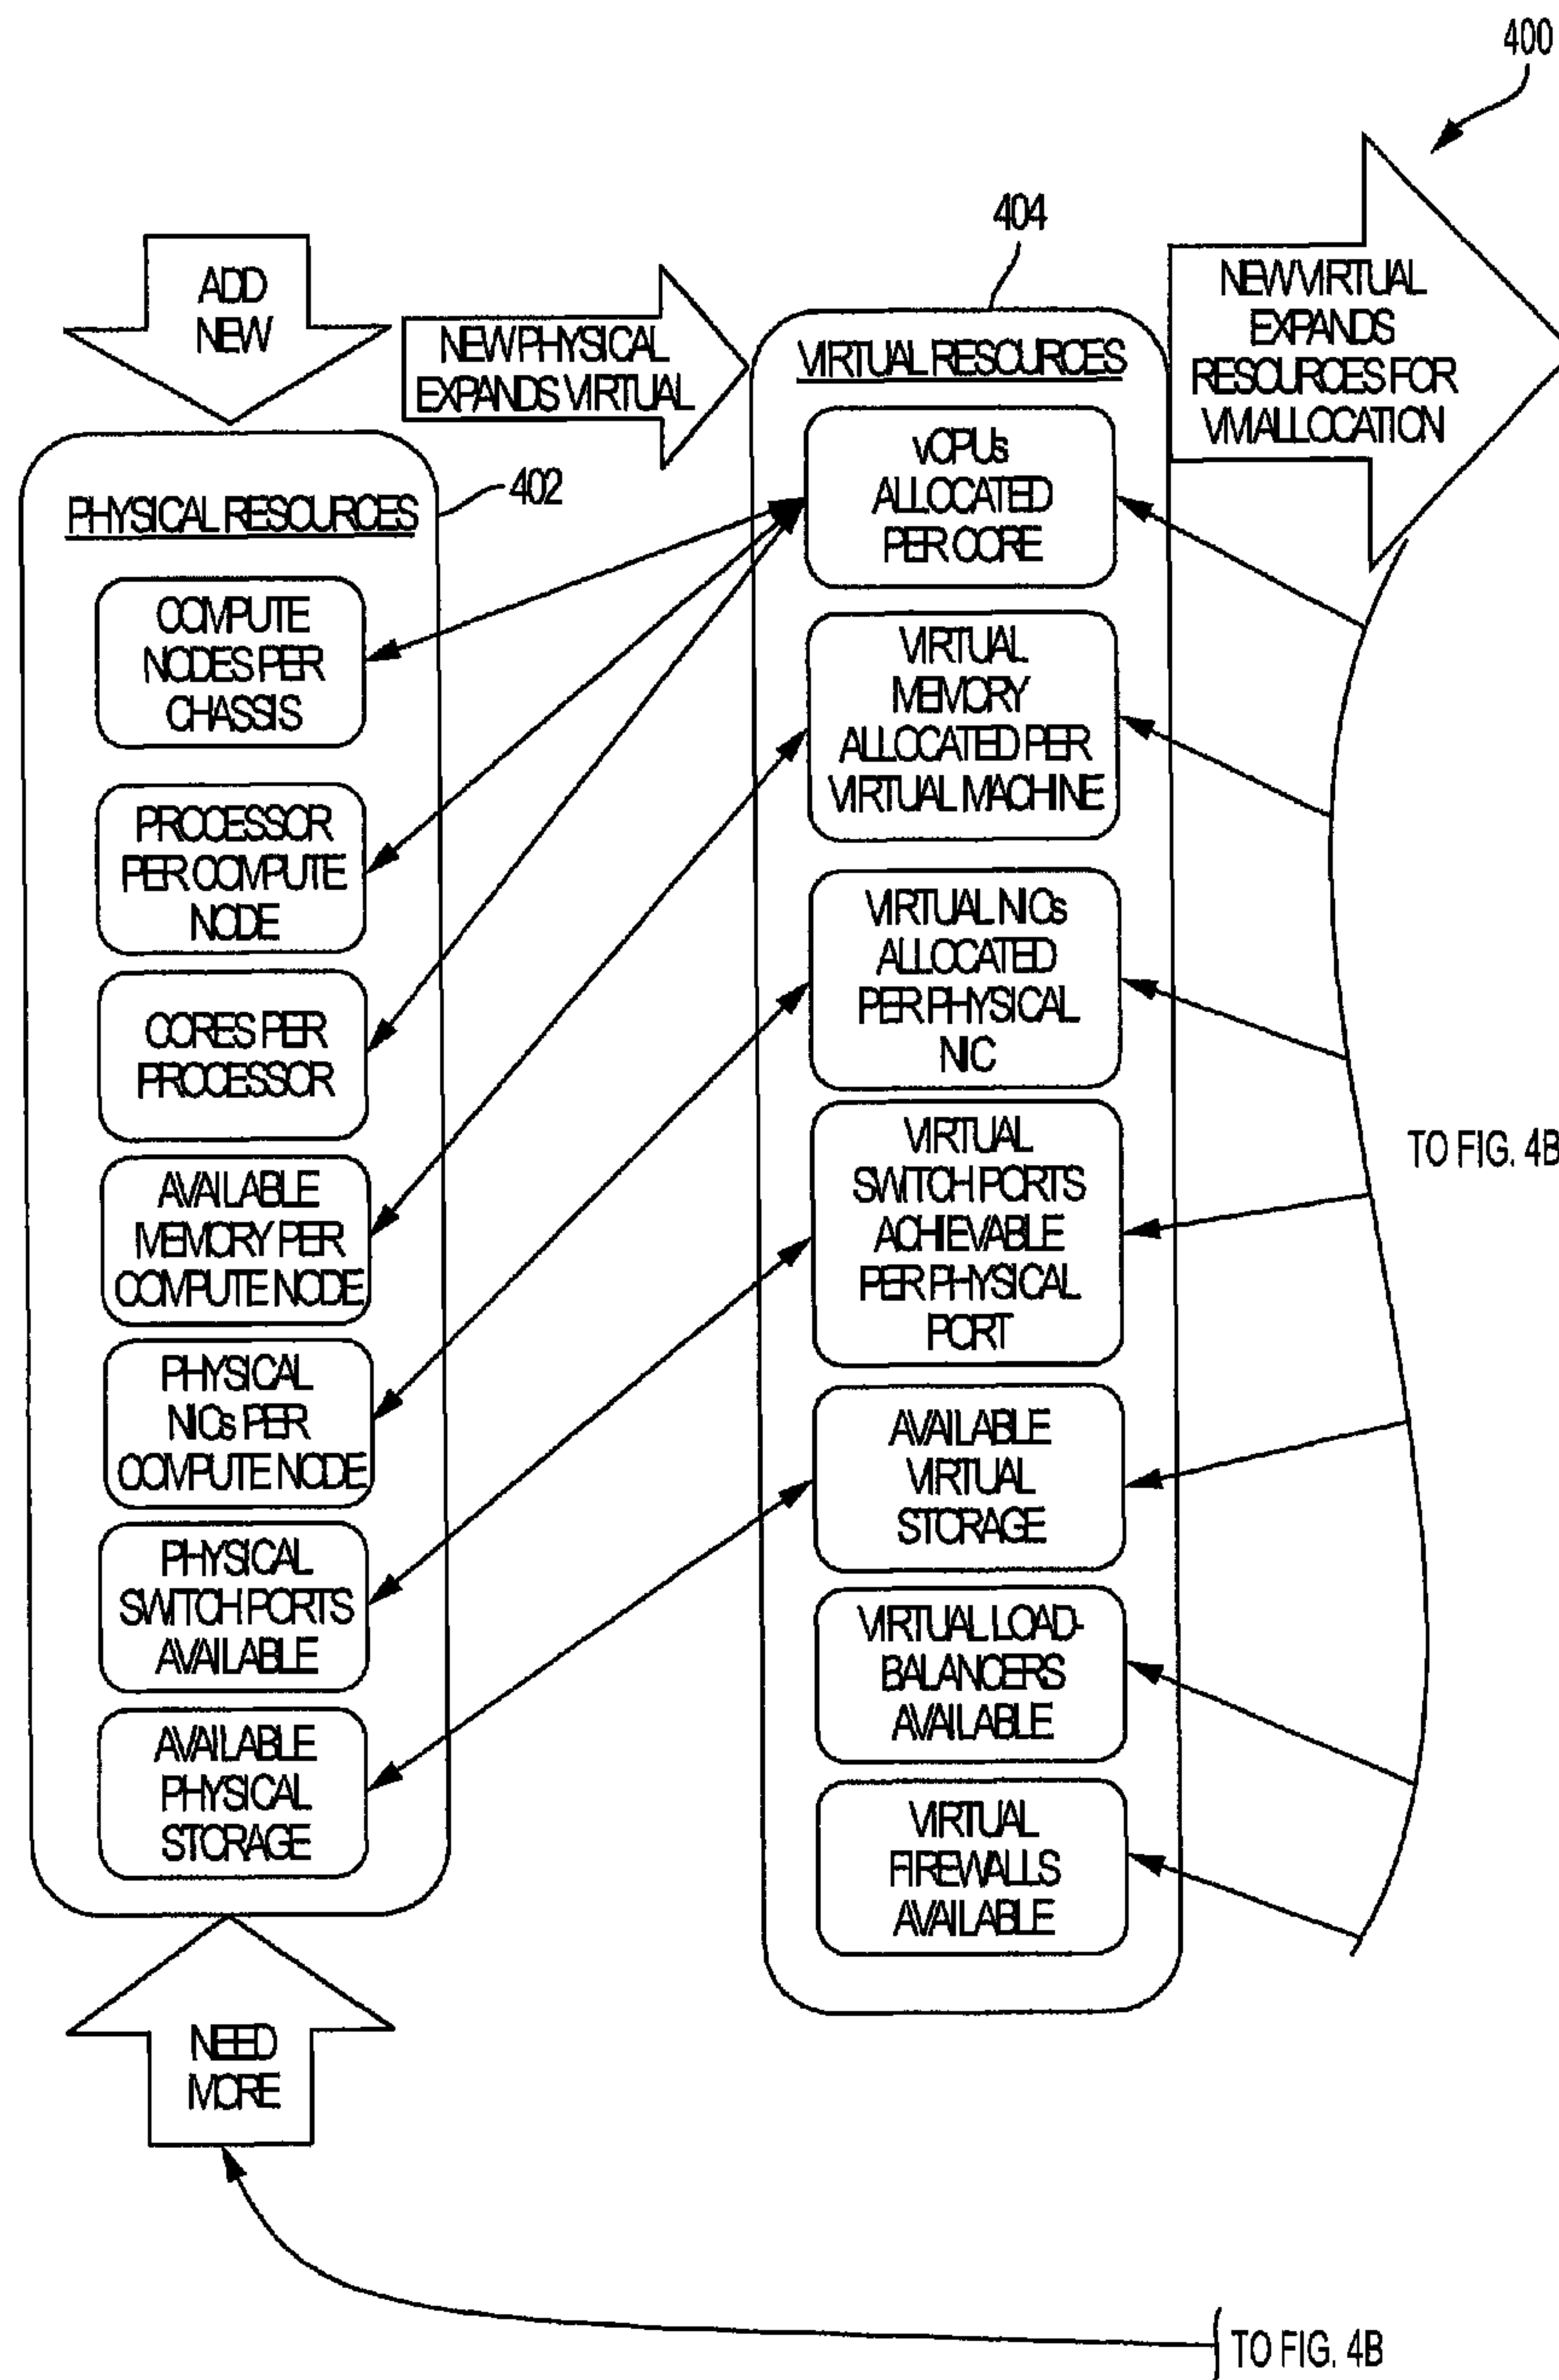 400
404
ADD
NEW
NEW PHYSICAL
EXPANDS VIRTUAL
NEW VIRTUAL
EXPANDS
RESOURCES FOR
VM ALLOCATION
402
PHYSICAL RESOURCES
COMPUTE
NODES PER
CHASSIS
PROCESSOR
PER COMPUTE
NODE
CORES PER
PROCESSOR
AVAILABLE
MEMORY PER
COMPUTE NODE
PHYSICAL
NICs PER
COMPUTE NODE
PHYSICAL
SWITCH PORTS
AVAILABLE
AVAILABLE
PHYSICAL
STORAGE
VIRTUAL RESOURCES
vCPUs
ALLOCATED
PER CORE
VIRTUAL
MEMORY
ALLOCATED PER
VIRTUAL MACHINE
VIRTUAL NICs
ALLOCATED
PER PHYSICAL
NIC
VIRTUAL
SWITCH PORTS
ACHIEVABLE
PER PHYSICAL
PORT
AVAILABLE
VIRTUAL
STORAGE
VIRTUAL LOAD-
BALANCERS
AVAILABLE
VIRTUAL
FIREWALLS
AVAILABLE
TO FIG. 4B
NEED
MORE
TO FIG. 4B